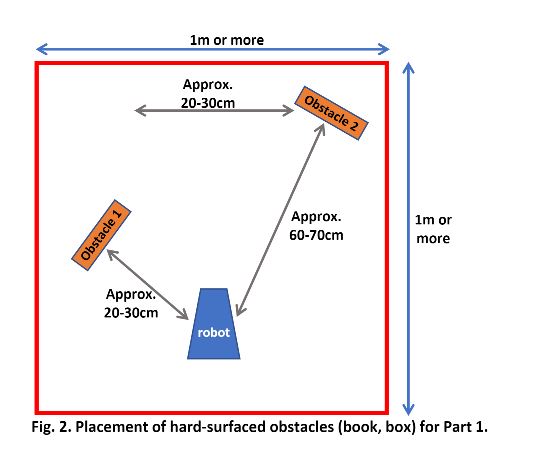 1m or more
Approx.
20-30cm
Obstacle 2
Obstacle 1
Approx.
60-70cm
1m or
more
Approx.
20-30cm
robot
Fig. 2. Placement of hard-surfaced obstacles (book, box) for Part 1.